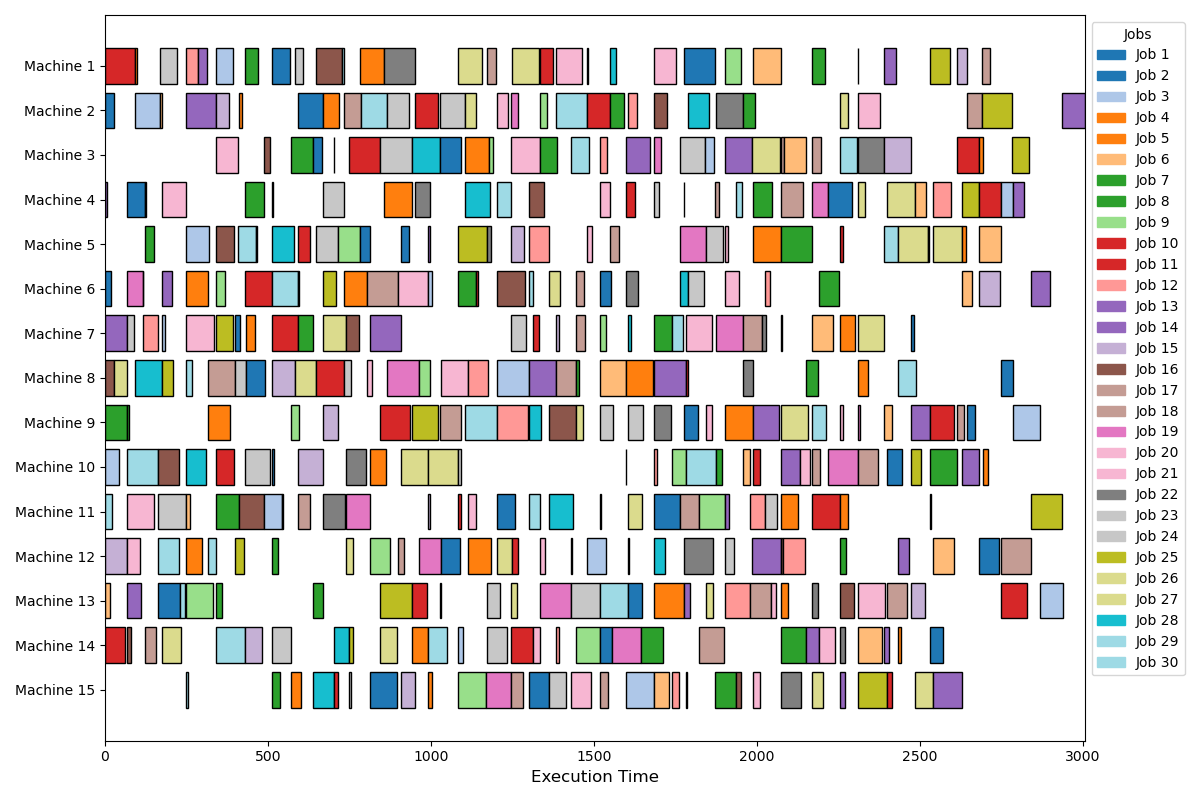 Machine 1
Machine 2
Machine 3
Machine 4
Machine 5
Machine 6
Machine 7
Machine 8
Machine 9
Machine 10
Machine 11
Machine 12
Machine 13
Machine 14
Machine 15
0 500 1000 1500 2000 2500 3000
Execution Time
Jobs
Job 1
Job 2
Job 3
Job 4
Job 5
Job 6
Job 7
Job 8
Job 9
Job 10
Job 11
Job 12
Job 13
Job 14
Job 15
Job 16
Job 17
Job 18
Job 19
Job 20
Job 21
Job 22
Job 23
Job 24
Job 25
Job 26
Job 27
Job 28
Job 29
Job 30